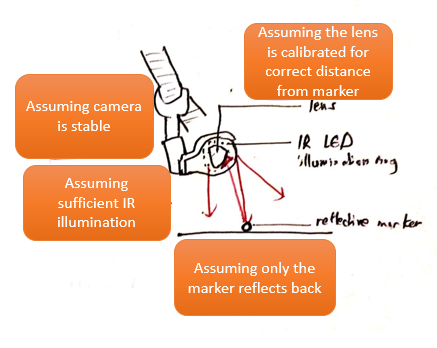 Assuming the lens
is calibrated for
correct distance
from marker
Assuming camera
is stable
lens
IR LED
illumination ring
Assuming
sufficient IR
illumination
reflective marker
Assuming only the
marker reflects back